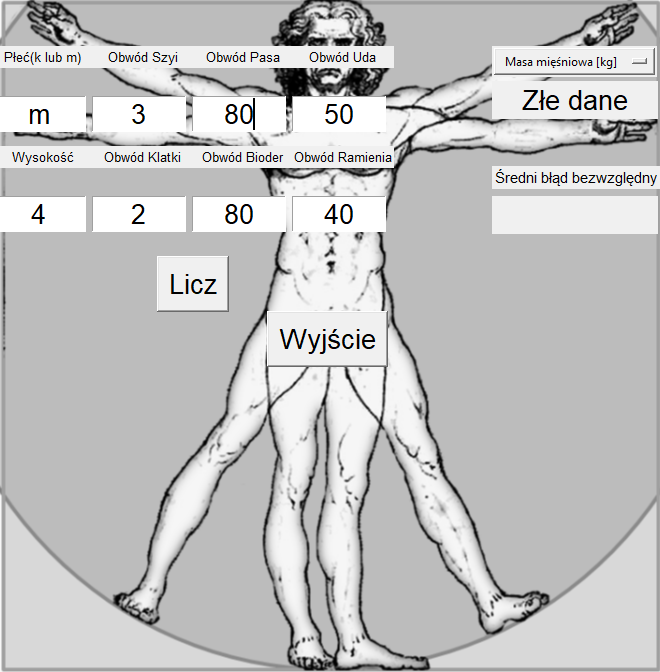 Płeć(k lub m) Obwód Szyi Obwód Pasa Obwód Uda
Masa mięśniowa [kg]
m 3 80 50
Złe dane
Wysokość Obwód Klatki Obwód Bioder Obwód Ramienia
Średni błąd bezwzględny
4 2 80 40
Licz
Wyjście